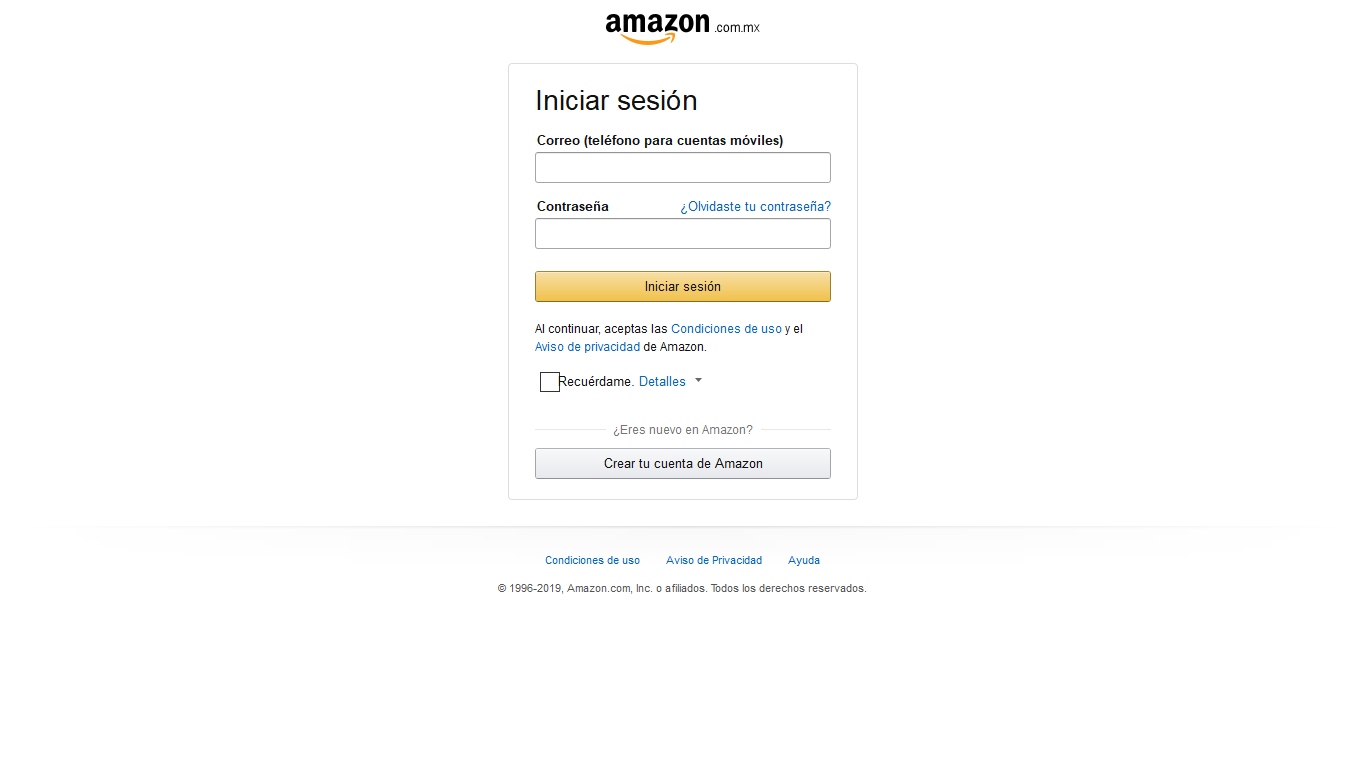 amazon .com.mx
Iniciar sesión
Correo (teléfono para cuentas móviles)
Contraseña ¿Olvidaste tu contraseña?
Iniciar sesión
Al continuar, aceptas las Condiciones de uso y el
Aviso de privacidad de Amazon.
Recuérdame. Detalles
¿Eres nuevo en Amazon?
Crear tu cuenta de Amazon
Condiciones de uso Aviso de Privacidad Ayuda
© 1996-2019, Amazon.com, Inc. o afiliados. Todos los derechos reservados.